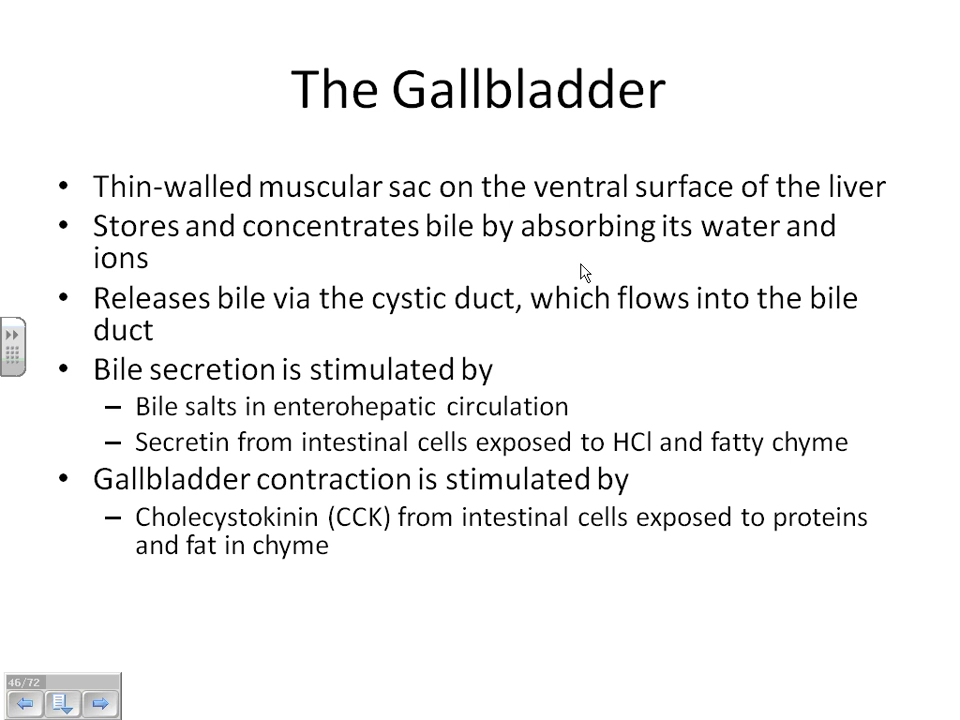 The Gallbladder
• Thin-walled muscular sac on the ventral surface of the liver
• Stores and concentrates bile by absorbing its water and
ions
• Releases bile via the cystic duct, which flows into the bile
duct
• Bile secretion is stimulated by
– Bile salts in enterohepatic circulation
– Secretin from intestinal cells exposed to HCl and fatty chyme
• Gallbladder contraction is stimulated by
– Cholecystokinin (CCK) from intestinal cells exposed to proteins
and fat in chyme
46/72